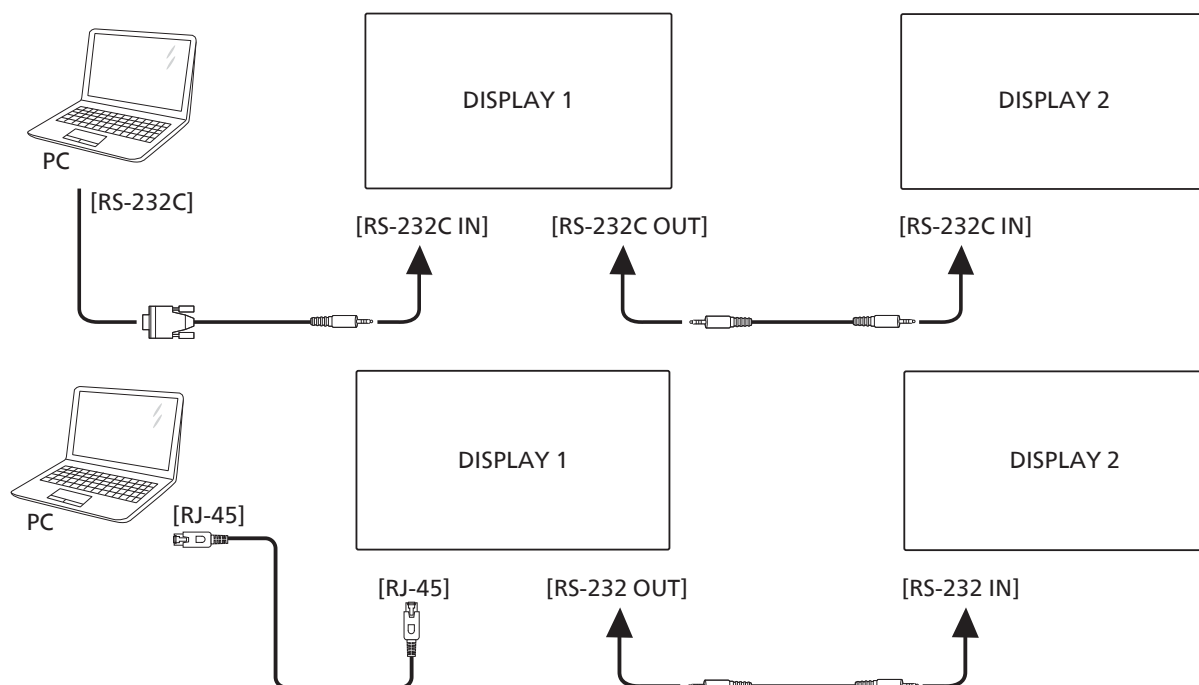 DISPLAY 1
DISPLAY 2
PC
[RS-232C]
[RS-232C IN]
[RS-232C OUT]
[RS-232C IN]
DISPLAY 1
DISPLAY 2
PC
[RJ-45]
[RJ-45]
[RS-232 OUT]
[RS-232 IN]